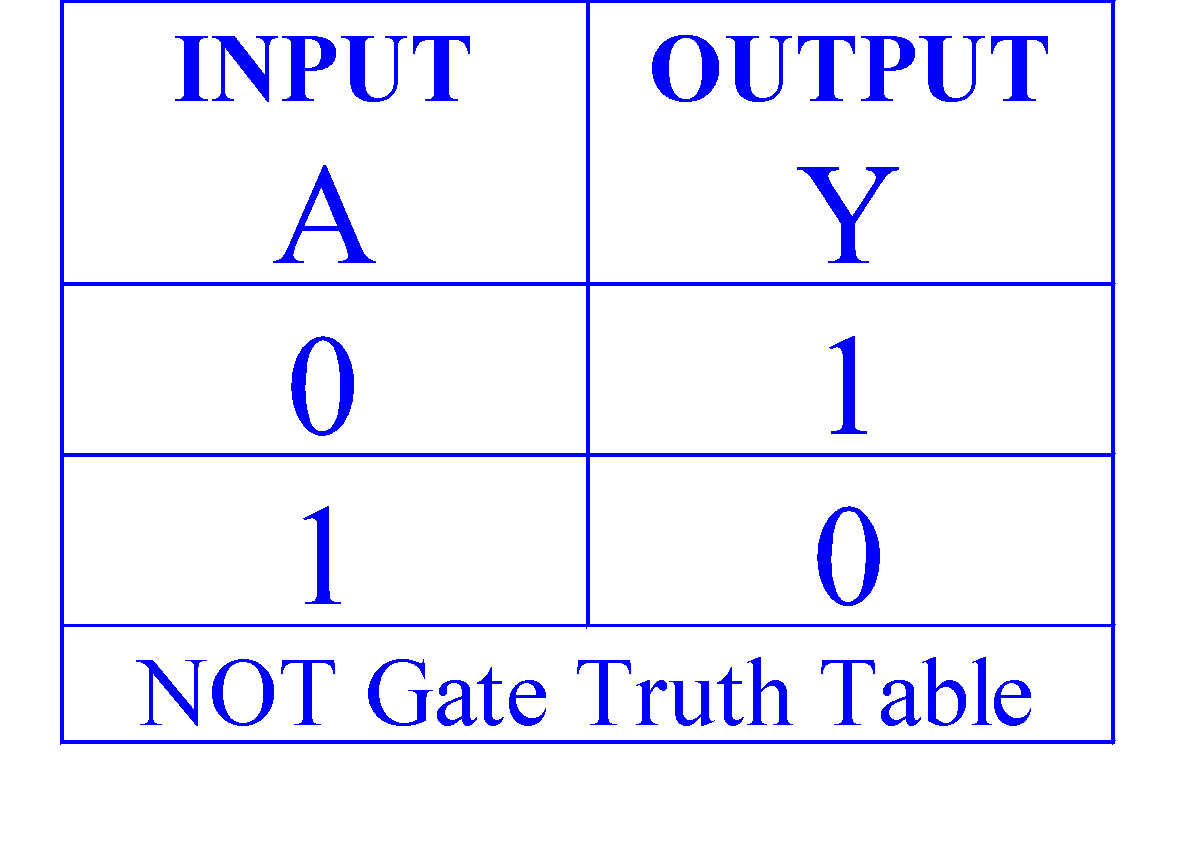 INPUT OUTPUT
A Y
0 1
1 0
NOT Gate Truth Table